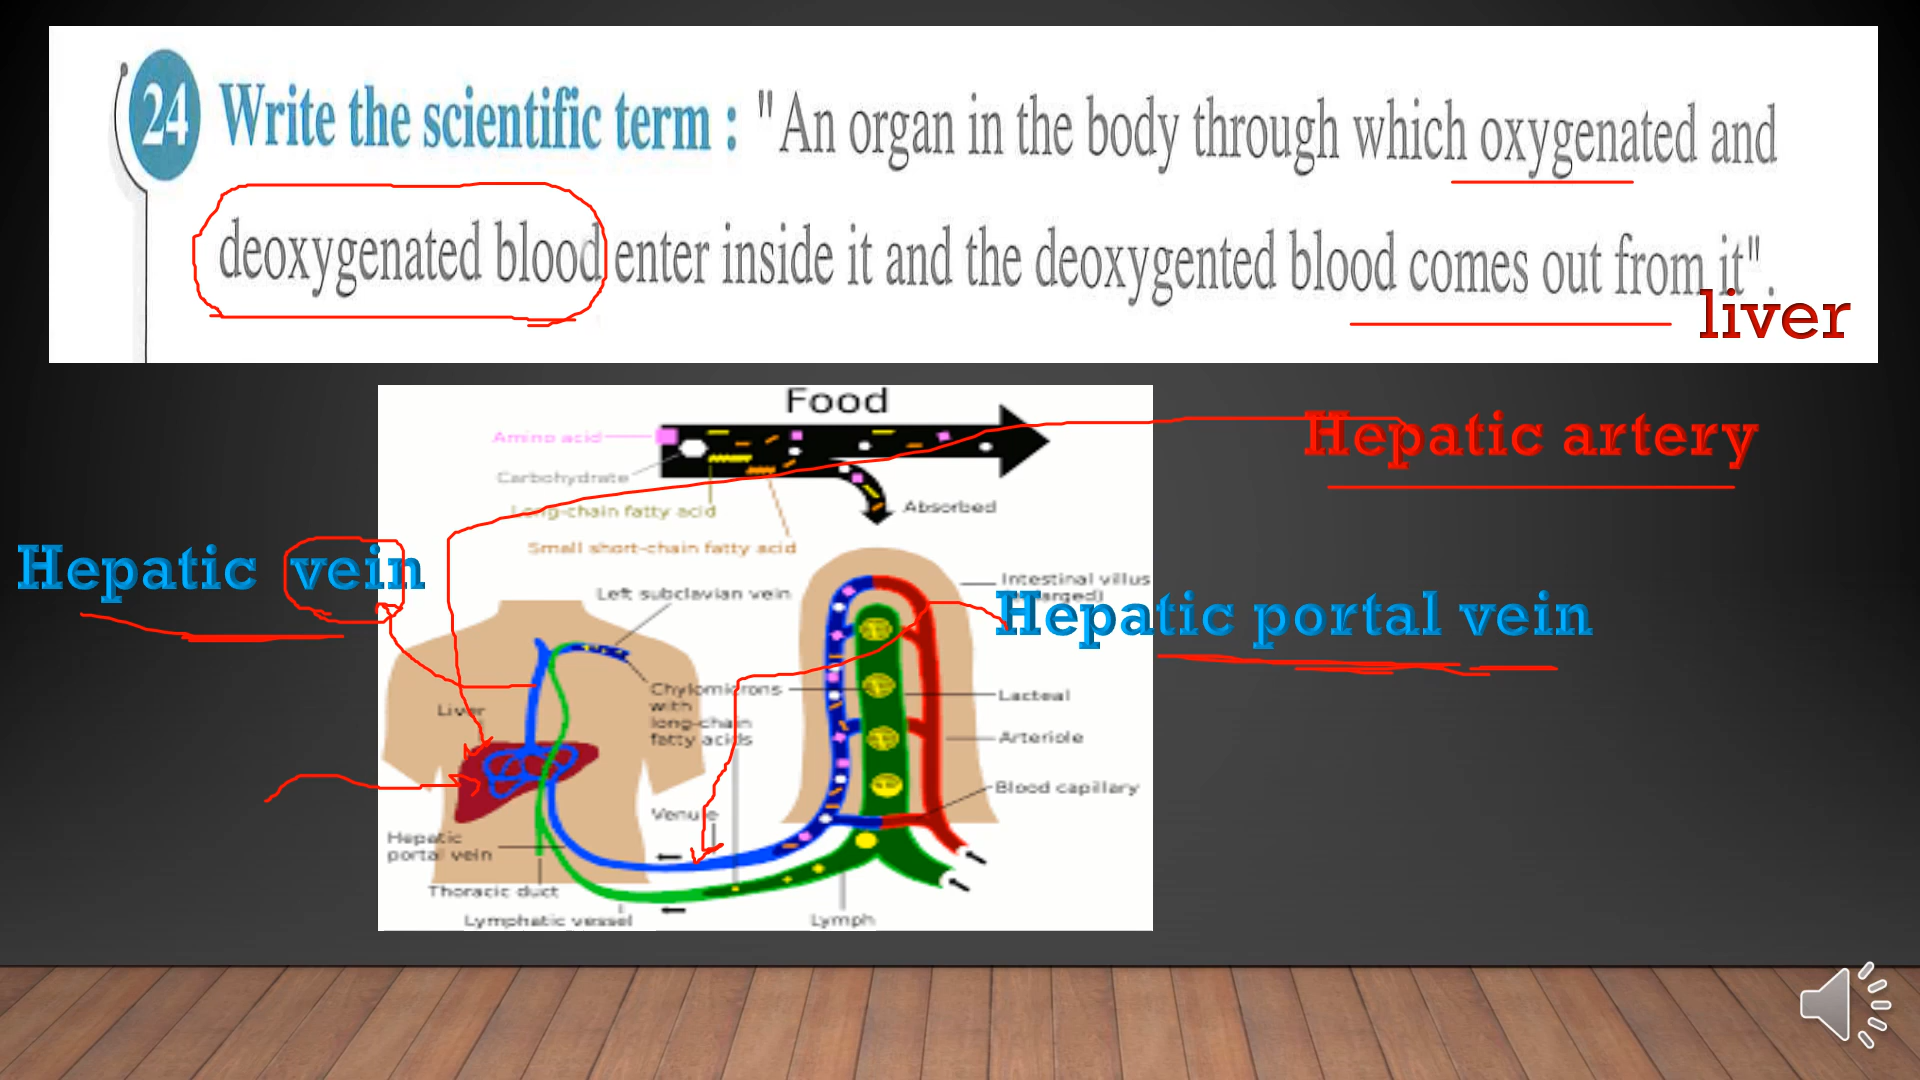 24 Write the scientific term : "An organ in the body through which oxygenated and
deoxygenated blood enter inside it and the deoxygented blood comes out from it".
liver
Food
Amino acid
Carbohydrate
Long-chain fatty acid
Absorbed
Small short-chain fatty acid
Hepatic artery
Hepatic vein
Left subclavian vein
Intestinal villus
Hepatic portal vein
Chylomicrons
with
long-chain
fatty acids
Lacteal
Liver
Arteriole
Blood capillary
Venule
Hepatic
portal vein
Thoracic duct
Lymphatic vessel
Lymph